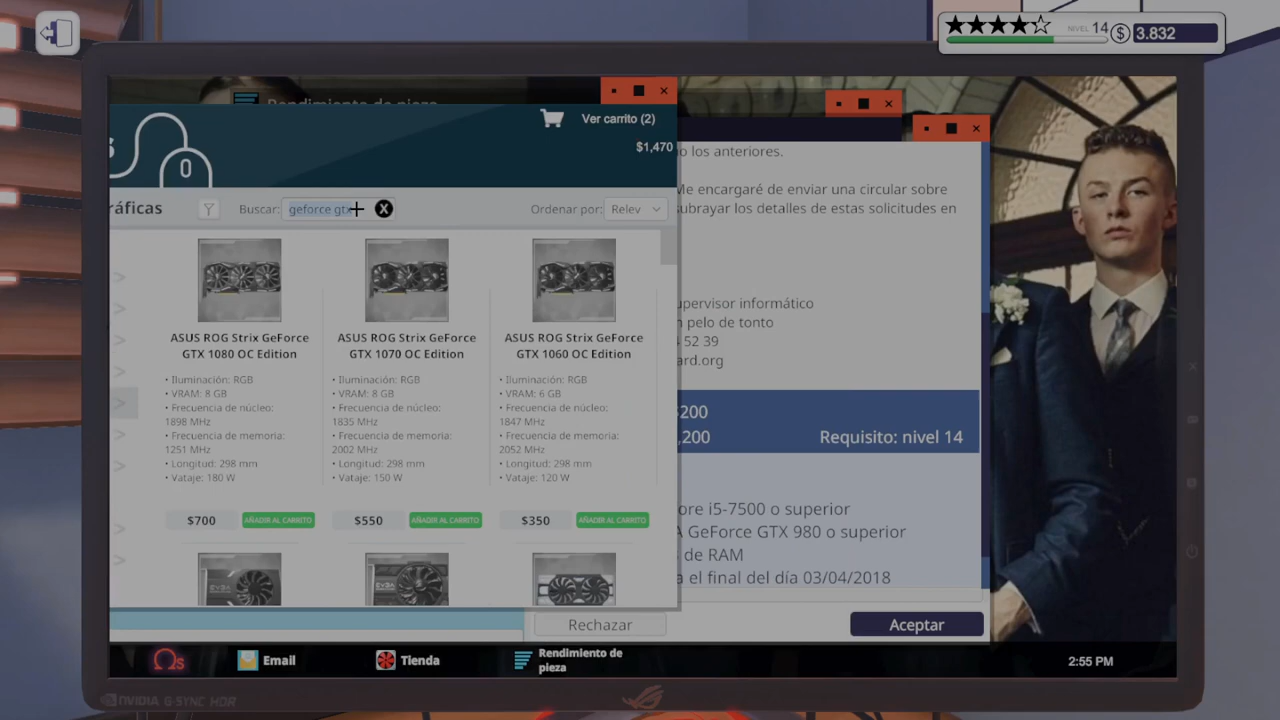 NIVEL 14
$ 3.832
Rendimiento de pieza
Ver carrito (2)
$1,470
ráficas
Buscar:
geforce gtx
X
Ordenar por:
Relev
ASUS ROG Strix GeForce
GTX 1080 OC Edition
• Iluminación: RGB
• VRAM: 8 GB
• Frecuencia de núcleo:
1898 MHz
• Frecuencia de memoria:
1251 MHz
• Longitud: 298 mm
• Vataje: 180 W
$700
AÑADIR AL CARRITO
ASUS ROG Strix GeForce
GTX 1070 OC Edition
• Iluminación: RGB
• VRAM: 8 GB
• Frecuencia de núcleo:
1835 MHz
• Frecuencia de memoria:
2002 MHz
• Longitud: 298 mm
• Vataje: 150 W
$550
AÑADIR AL CARRITO
ASUS ROG Strix GeForce
GTX 1060 OC Edition
• Iluminación: RGB
• VRAM: 6 GB
• Frecuencia de núcleo:
1847 MHz
• Frecuencia de memoria:
2052 MHz
• Longitud: 298 mm
• Vataje: 120 W
$350
AÑADIR AL CARRITO
o los anteriores.
Me encargaré de enviar una circular sobre
subrayar los detalles de estas solicitudes en
upervisor informático
n pelo de tonto
52 39
ard.org
200
,200
Requisito: nivel 14
ore i5-7500 o superior
A GeForce GTX 980 o superior
de RAM
a el final del día 03/04/2018
Rechazar
Aceptar
Ωs
Email
Tienda
Rendimiento de
pieza
2:55 PM
NVIDIA G-SYNC HDR